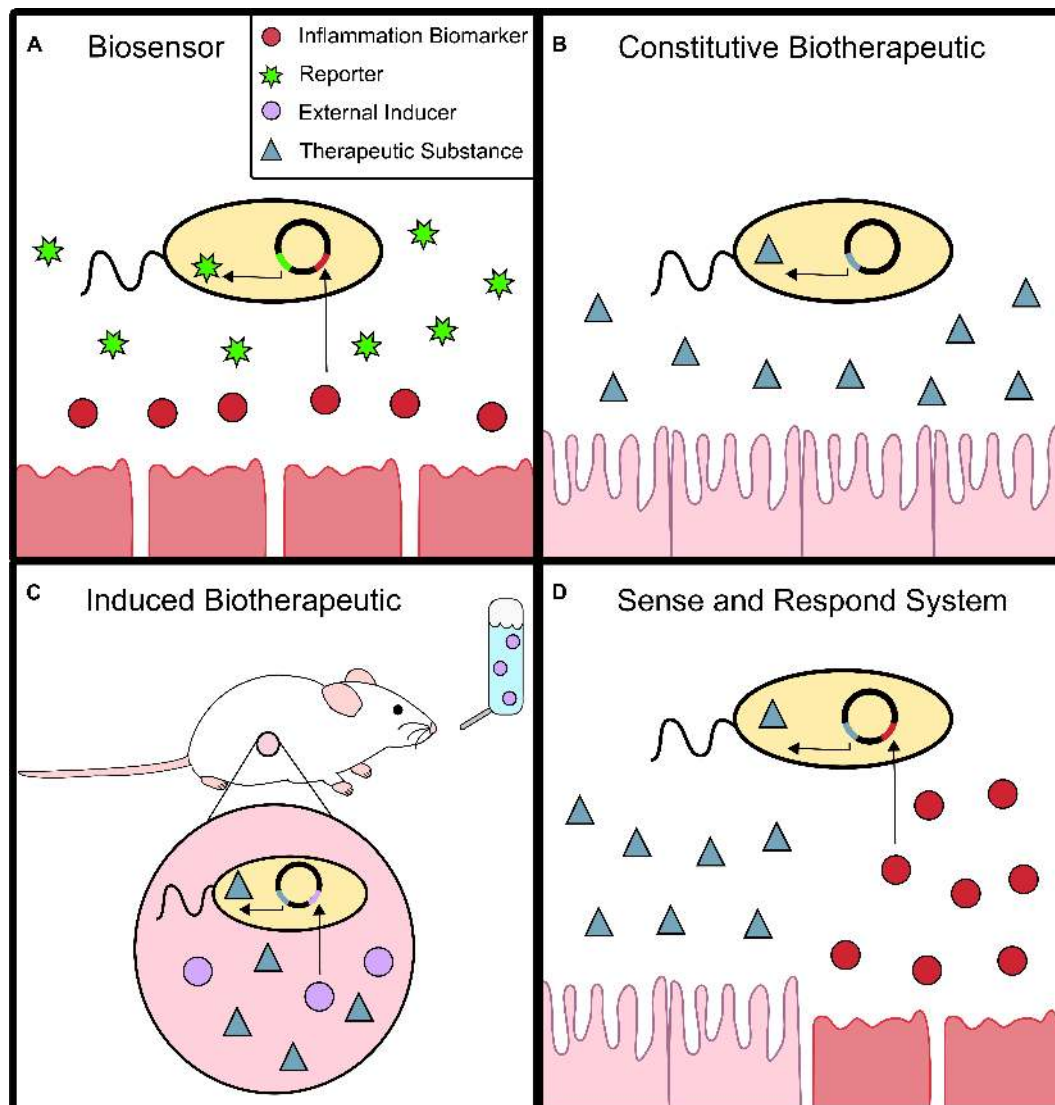 A Biosensor
Inflammation Biomarker
Reporter
External Inducer
Therapeutic Substance
B Constitutive Biotherapeutic
C Induced Biotherapeutic
D Sense and Respond System